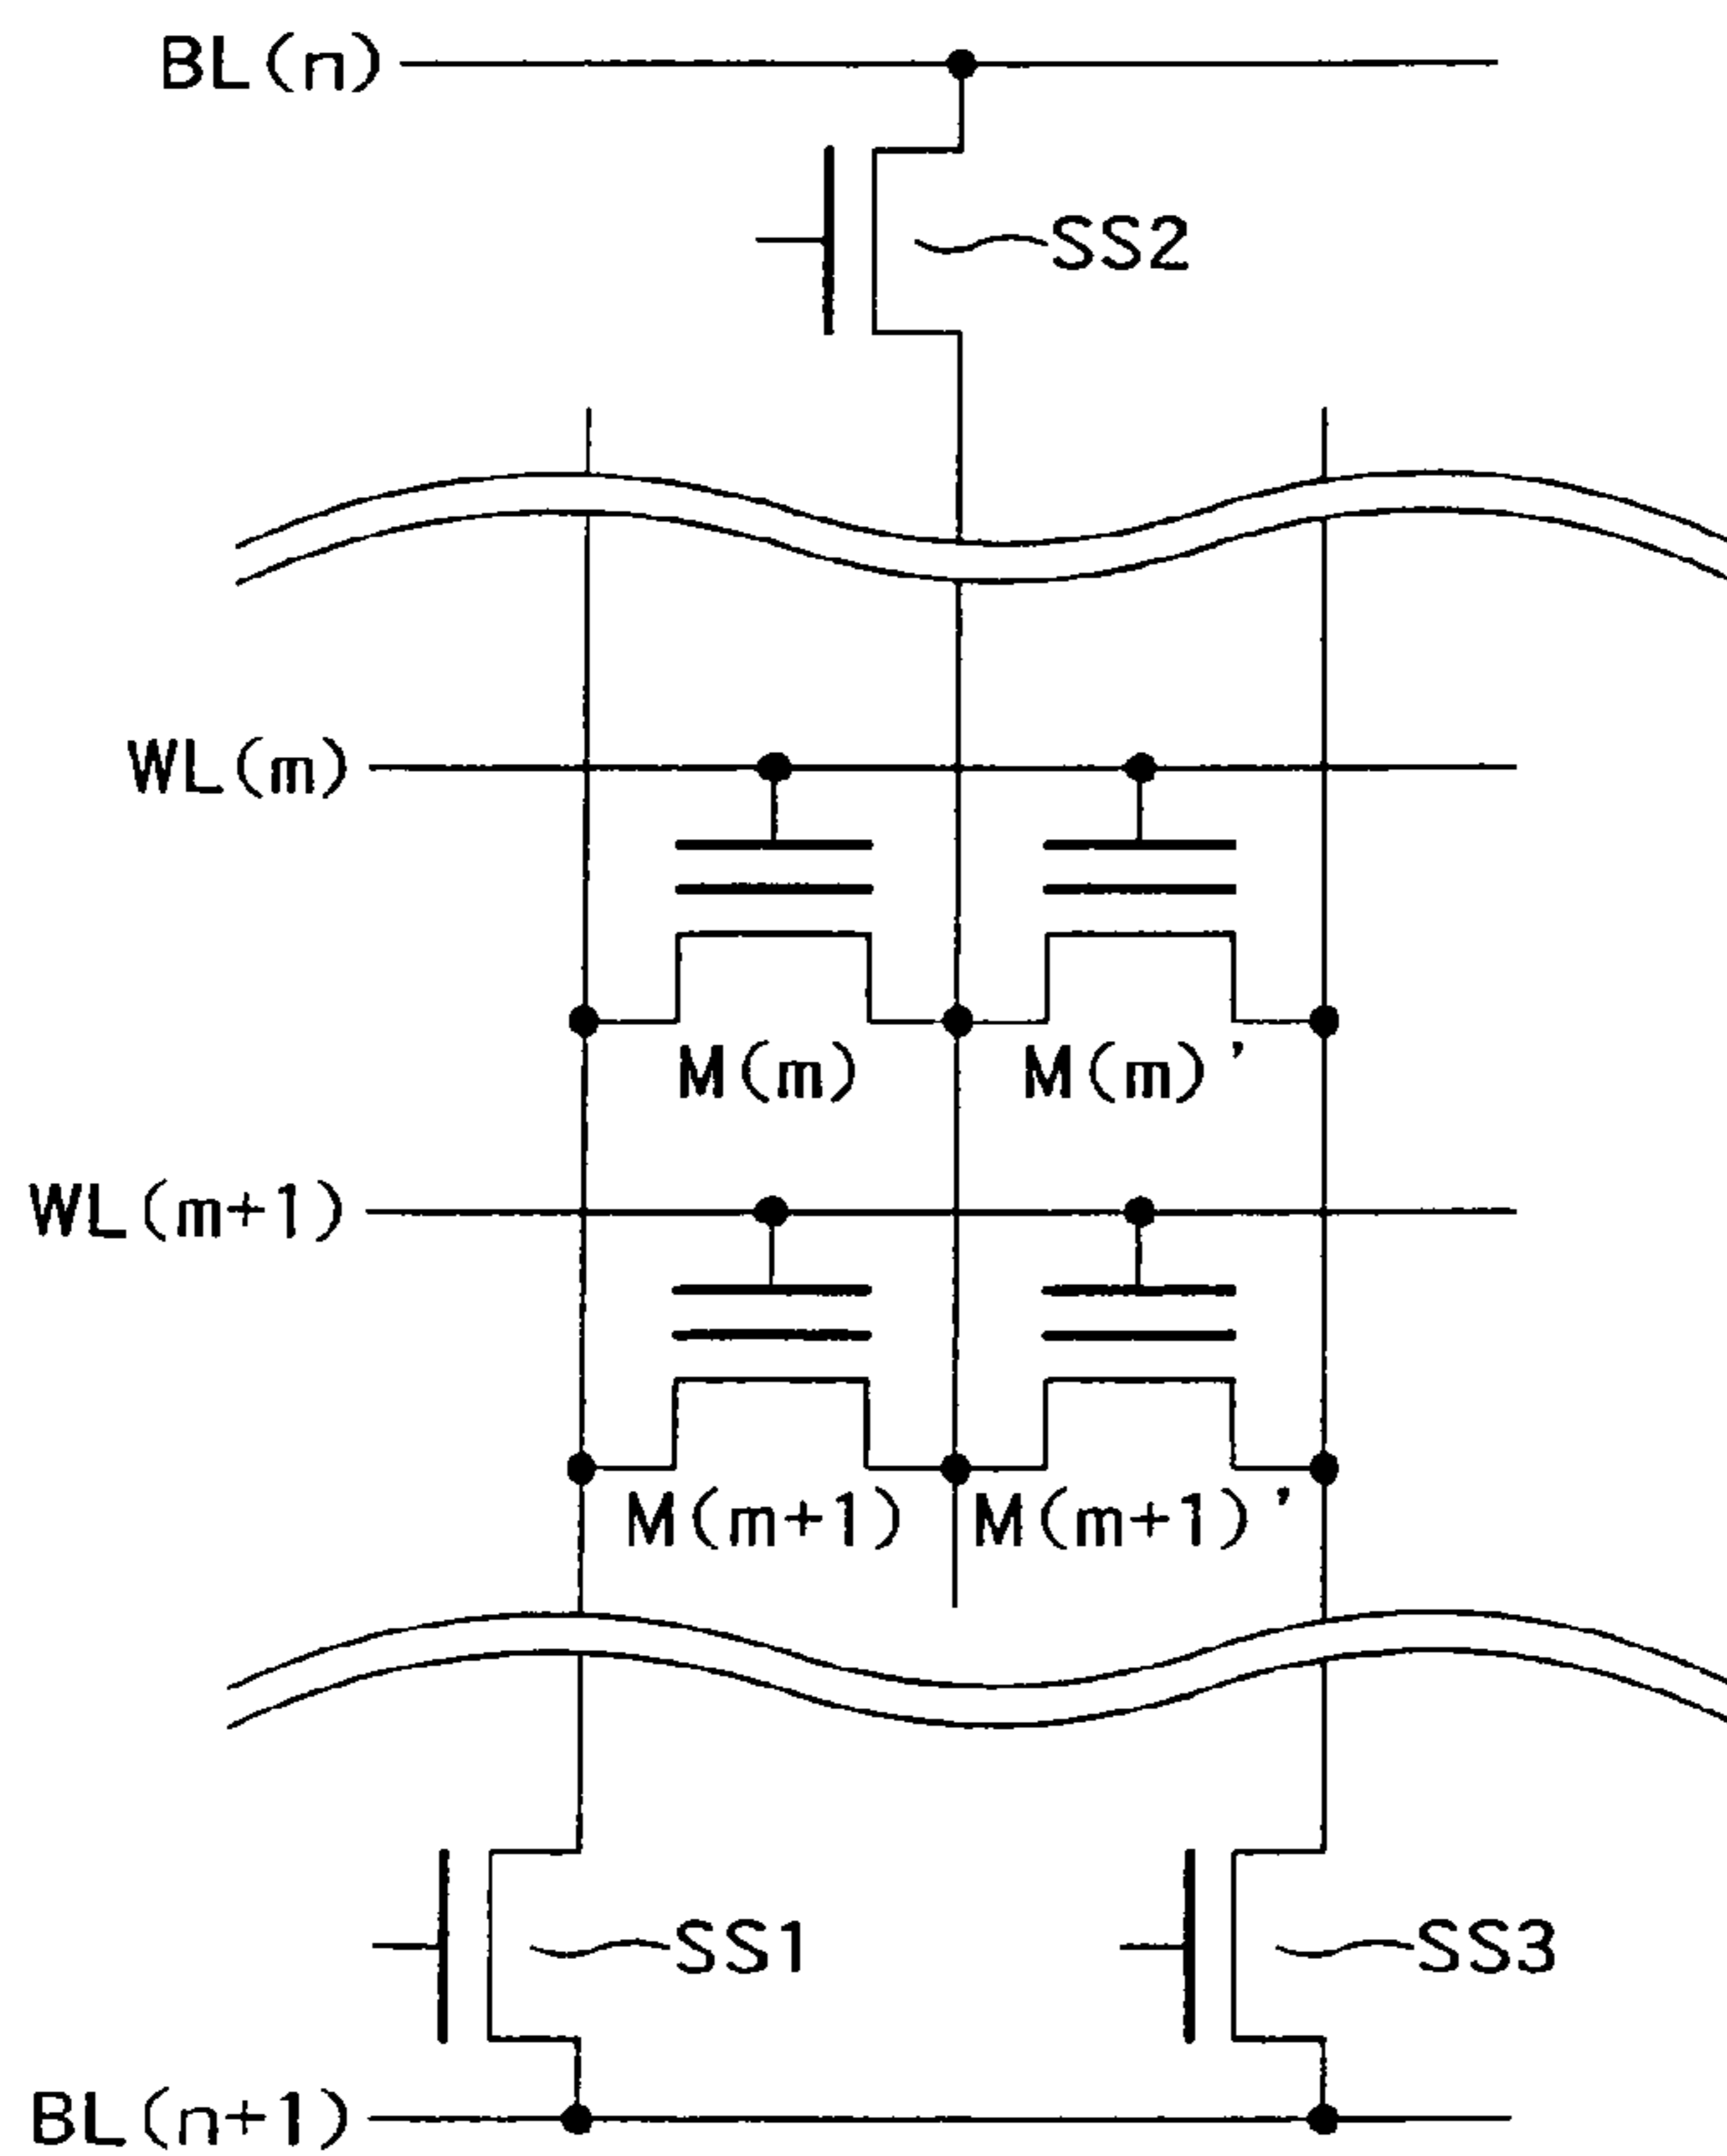 BL(n)
SS2
WL(m)
M(m) M(m)'
WL(m+1)
M(m+1) M(m+1)'
SS1 SS3
BL(n+1)